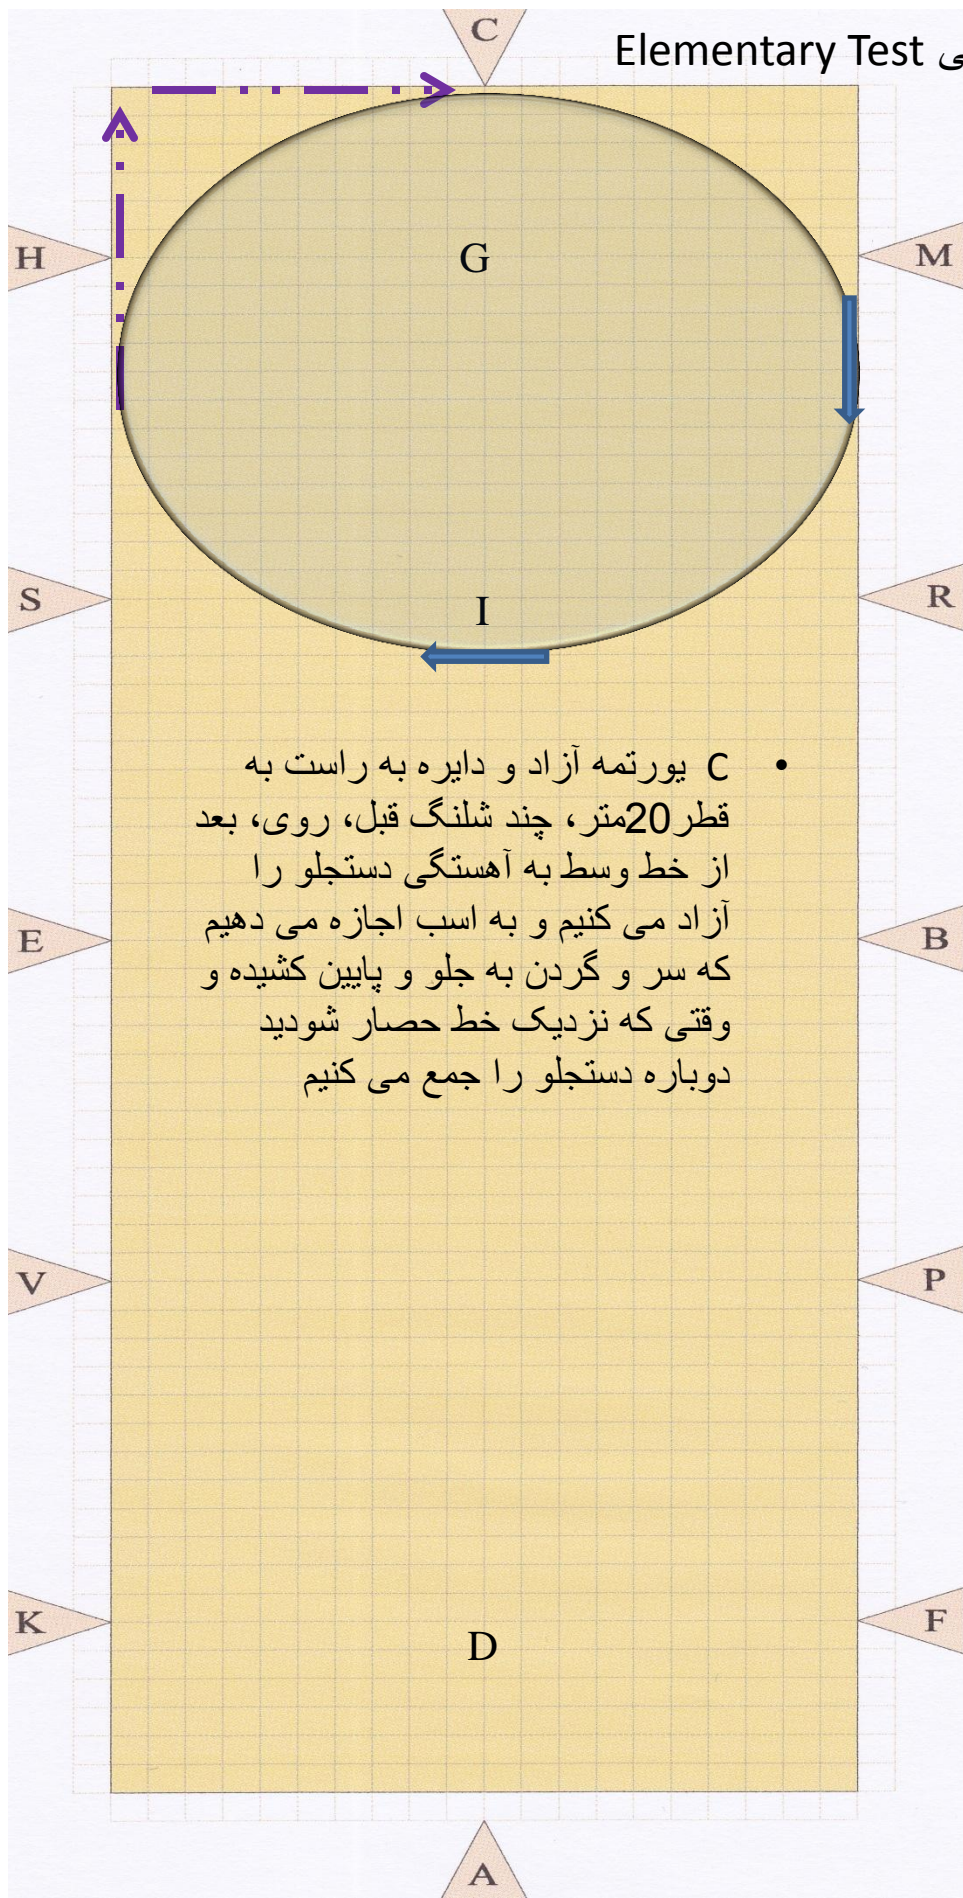 C
ی Elementary Test
H
G
M
S
I
R
• C یورتمه آزاد و دایره به راست به
قطر20متر، چند شلنگ قبل، روی، بعد
از خط وسط به آهستگی دستجلو را
آزاد می کنیم و به اسب اجازه می دهیم
که سر و گردن به جلو و پایین کشیده و
وقتی که نزدیک خط حصار شودید
دوباره دستجلو را جمع می کنیم
E
B
V
P
K
F
D
A